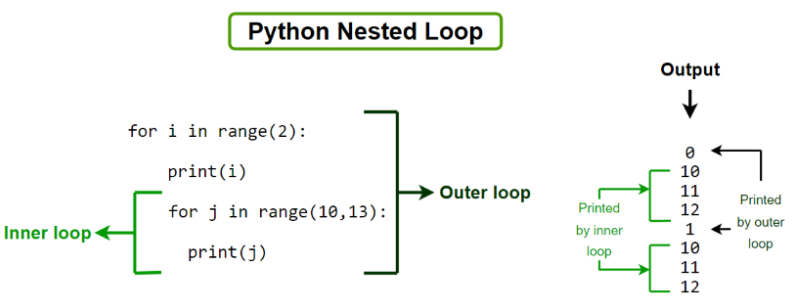 Python Nested Loop
for i in range(2):
print(i)
for j in range(10,13):
print(j)
Inner loop
Outer loop
Output
0
10
11
12
1
10
11
12
Printed
by inner
loop
Printed
by outer
loop